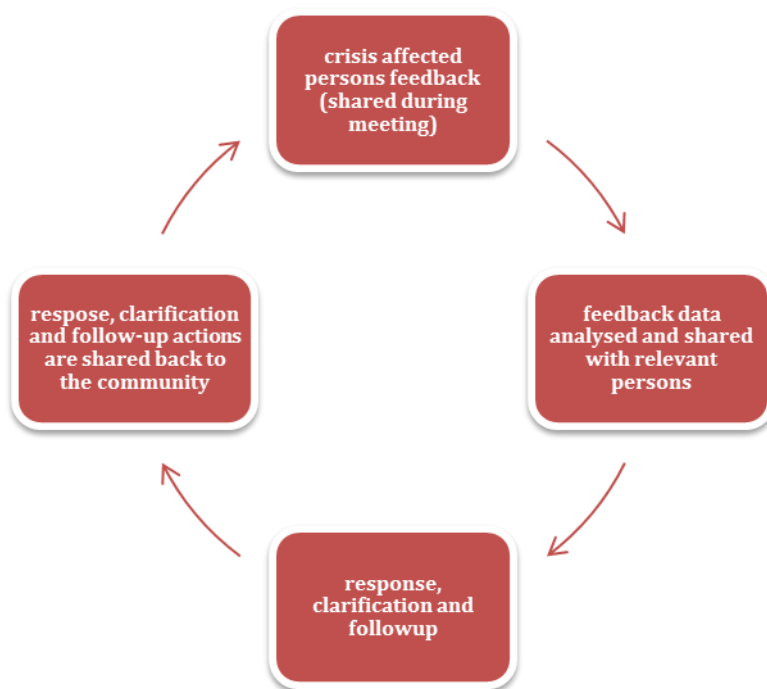 crisis affected
persons feedback
(shared during
meeting)
feedback data
analysed and shared
with relevant
persons
response,
clarification and
followup
respose, clarification
and follow-up actions
are shared back to
the community